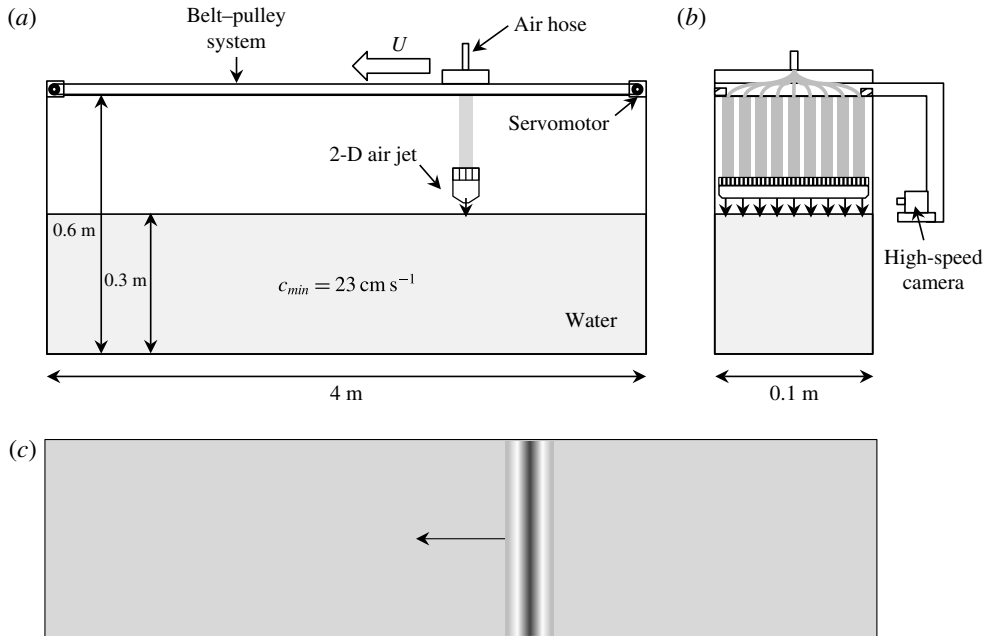 (a)
Belt–pulley
system
U
Air hose
Servomotor
2-D air jet
0.6 m
0.3 m
c_min = 23 cm s⁻¹
Water
4 m
(b)
High-speed
camera
0.1 m
(c)